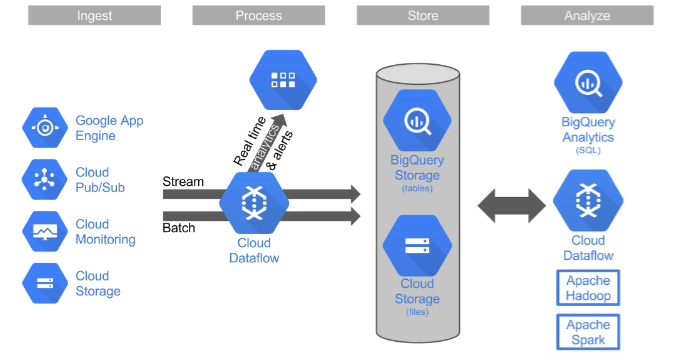 Ingest
Process
Store
Analyze
Google App
Engine
Cloud
Pub/Sub
Cloud
Monitoring
Cloud
Storage
Real time
analytics
& alerts
Stream
Batch
Cloud
Dataflow
BigQuery
Storage
(tables)
Cloud
Storage
(files)
BigQuery
Analytics
(SQL)
Cloud
Dataflow
Apache
Hadoop
Apache
Spark